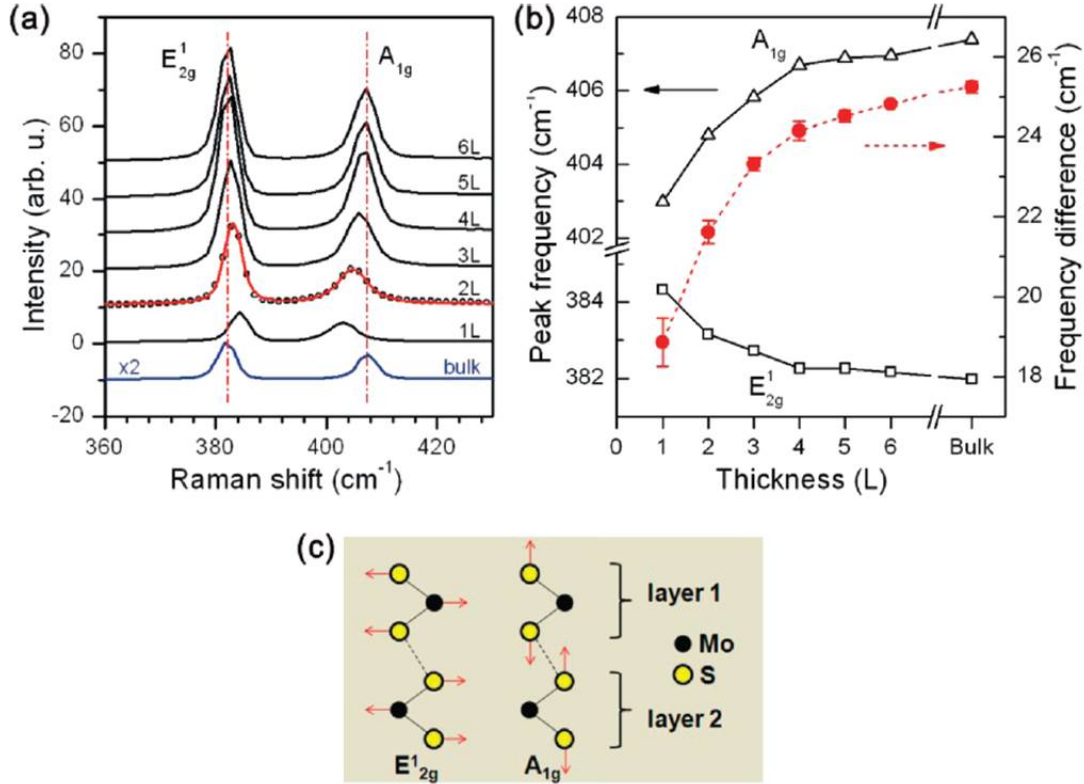 (a)
E¹₂g
A₁g
80
60
40
20
0
-20
Intensity (arb. u.)
6L
5L
4L
3L
2L
1L
x2
bulk
360
380
400
420
Raman shift (cm⁻¹)
(b)
408
406
404
402
384
382
Peak frequency (cm⁻¹)
A₁g
E¹₂g
26
24
22
20
18
Frequency difference (cm⁻¹)
0
1
2
3
4
5
6
Bulk
Thickness (L)
(c)
layer 1
Mo
S
layer 2
E¹₂g
A₁g